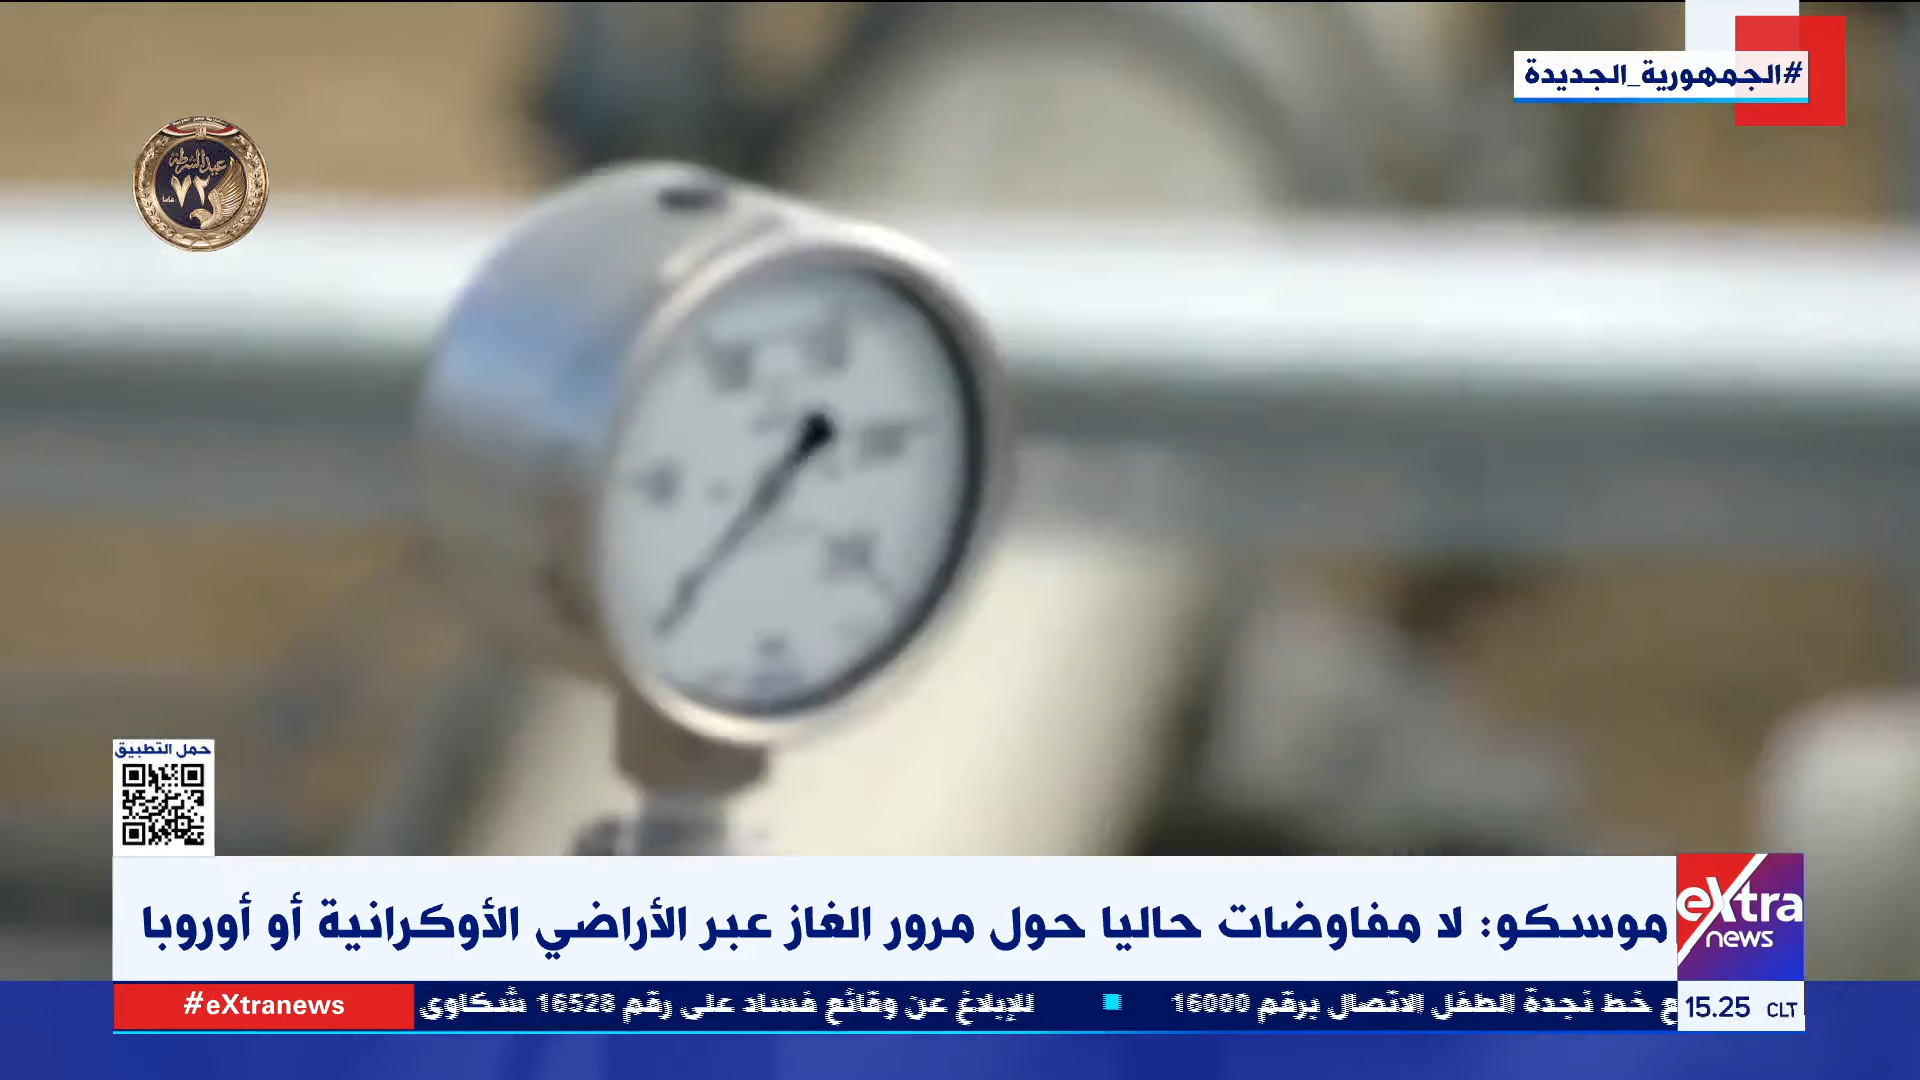 #الجمهورية_الجديدة
عيد الشرطة
٧٢
عاما
حمل التطبيق
موسكو: لا مفاوضات حاليا حول مرور الغاز عبر الأراضي الأوكرانية أو أوروبا
eXtra
news
#eXtranews
خط نجدة الطفل الاتصال برقم 16000
للإبلاغ عن وقائع فساد على رقم 16528 شكاوى
15.25 CLT